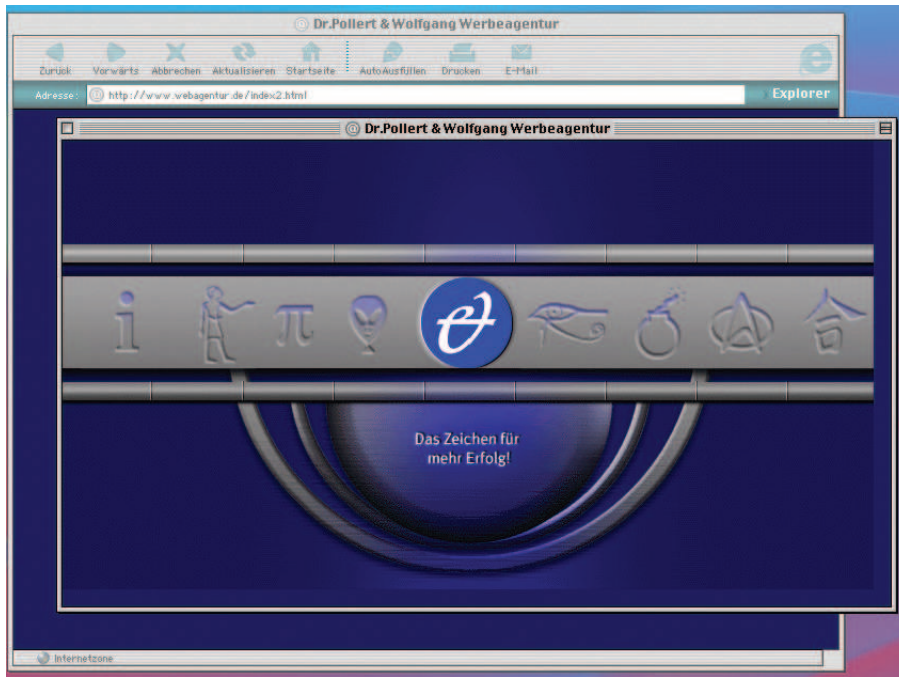 Dr.Pollert & Wolfgang Werbeagentur
Zurück Vorwärts Abbrechen Aktualisieren Startseite AutoAusfüllen Drucken E-Mail
Adresse: http://www.webagentur.de/index2.html Explorer
Dr.Pollert & Wolfgang Werbeagentur
i π & 合
Das Zeichen für
mehr Erfolg!
Internetzone